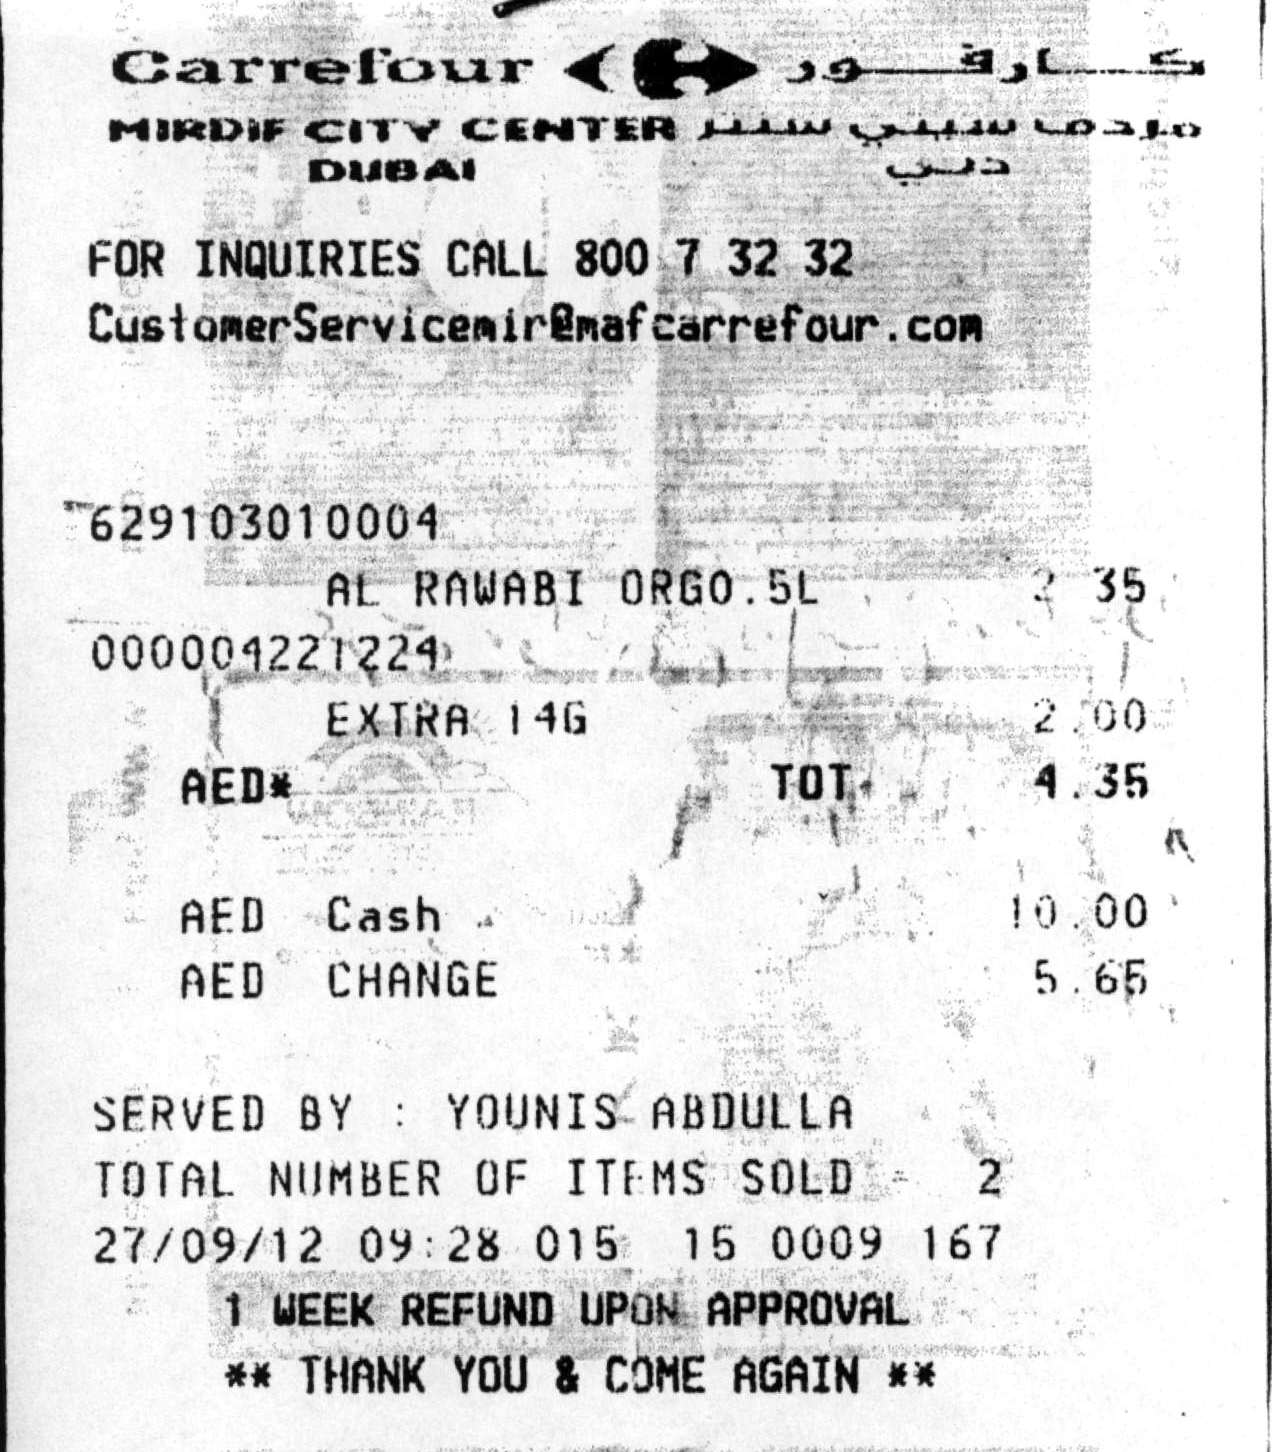 Carrefour كارفور
MIRDIF CITY CENTER مردف سيتي سنتر
DUBAI دبي
FOR INQUIRIES CALL 800 7 32 32
CustomerServicemir@mafcarrefour.com
629103010004
AL RAWABI ORGO.5L 2.35
000004221224
EXTRA 14G 2.00
AED* TOT 4.35
AED Cash 10.00
AED CHANGE 5.65
SERVED BY : YOUNIS ABDULLA
TOTAL NUMBER OF ITEMS SOLD = 2
27/09/12 09:28 015 15 0009 167
1 WEEK REFUND UPON APPROVAL
** THANK YOU & COME AGAIN **